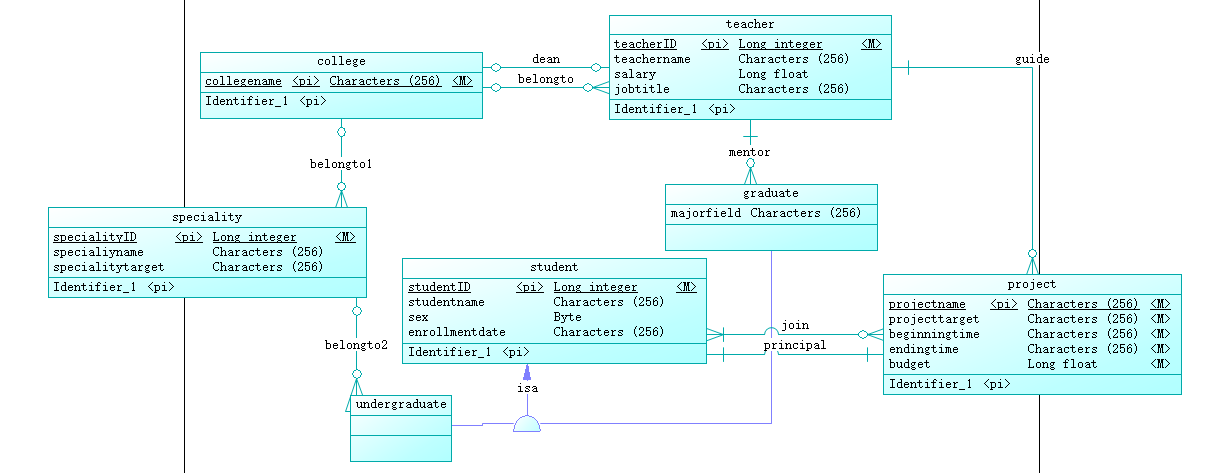 teacher
teacherID <pi> Long integer <M>
teachername Characters (256)
salary Long float
jobtitle Characters (256)
Identifier_1 <pi>
college
collegename <pi> Characters (256) <M>
Identifier_1 <pi>
dean
belongto
guide
mentor
belongto1
graduate
majorfield Characters (256)
speciality
specialityID <pi> Long integer <M>
specialiyname Characters (256)
specialitytarget Characters (256)
Identifier_1 <pi>
student
studentID <pi> Long integer <M>
studentname Characters (256)
sex Byte
enrollmentdate Characters (256)
Identifier_1 <pi>
project
projectname <pi> Characters (256) <M>
projecttarget Characters (256) <M>
beginningtime Characters (256) <M>
endingtime Characters (256) <M>
budget Long float <M>
Identifier_1 <pi>
join
principal
belongto2
isa
undergraduate